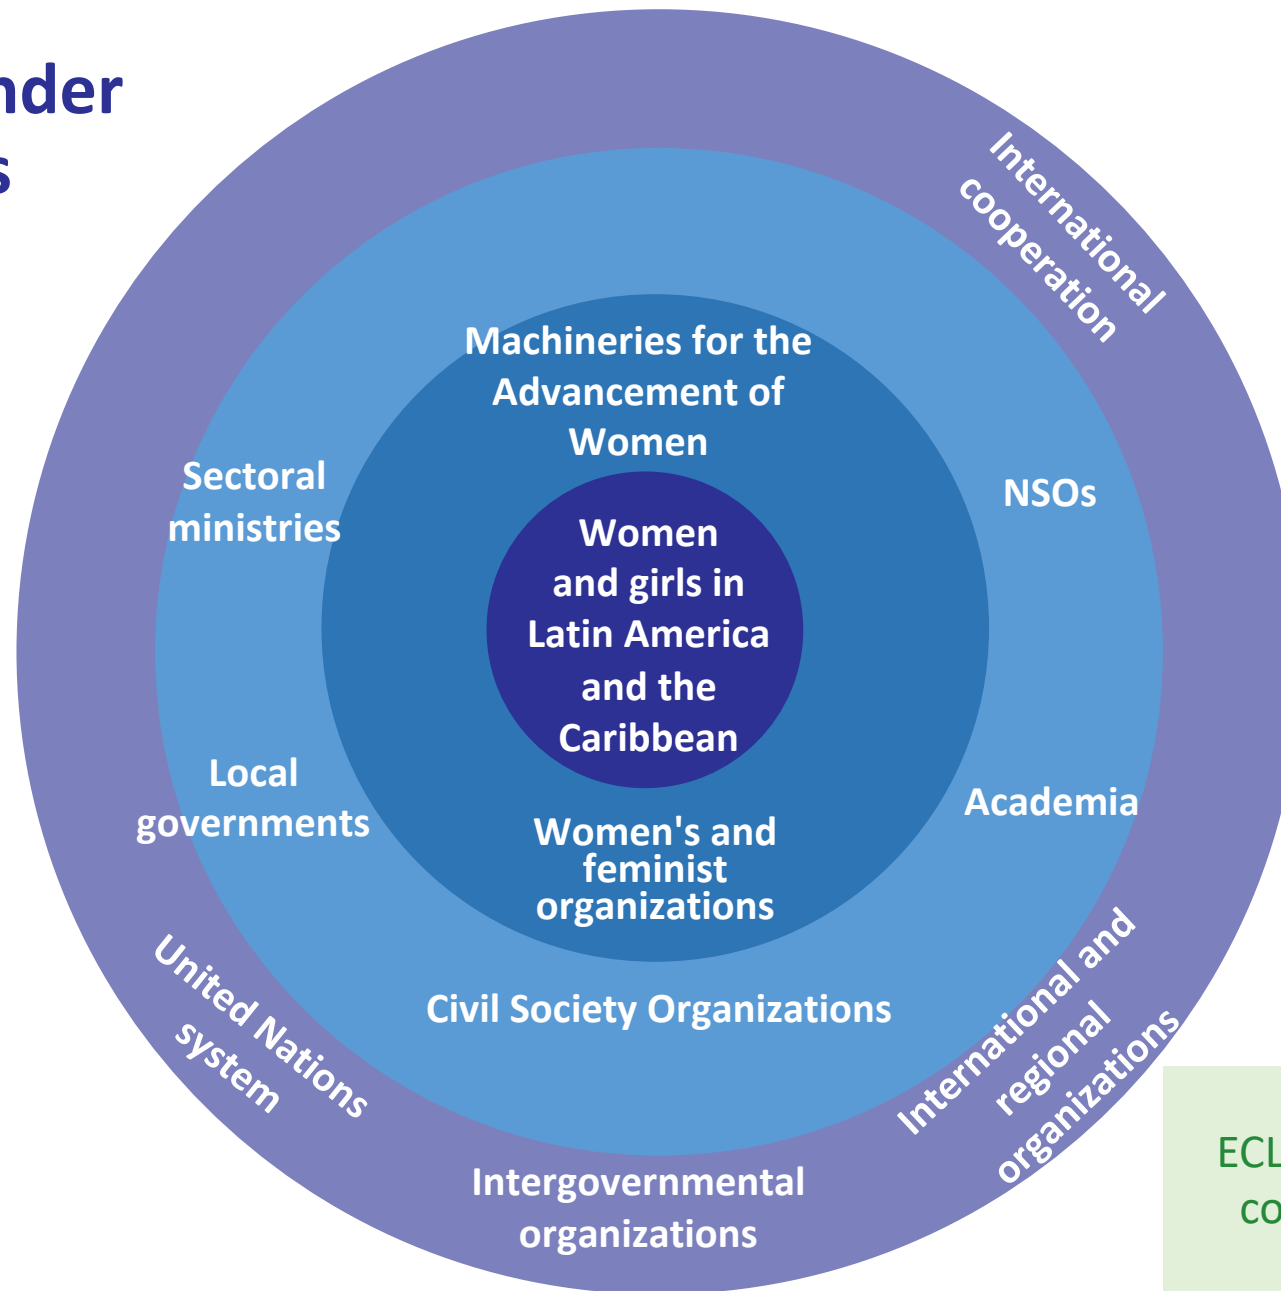 nder
s
International
cooperation
Machineries for the
Advancement of
Women
Sectoral
ministries
NSOs
Women
and girls in
Latin America
and the
Caribbean
Local
governments
Academia
Women's and
feminist
organizations
United Nations
system
Civil Society Organizations
International and
regional
organizations
Intergovernmental
organizations
ECL
co